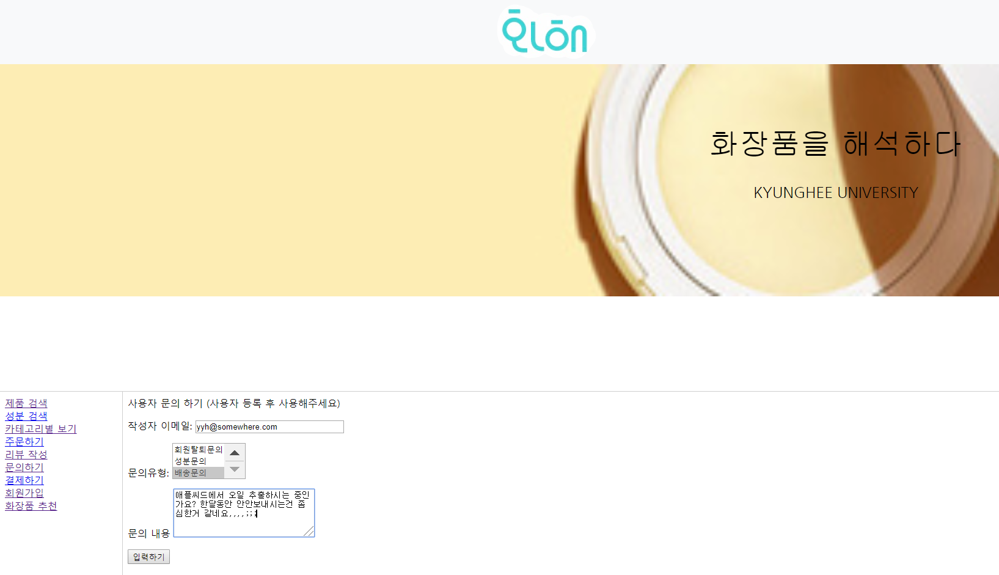 화장품을 해석하다
KYUNGHEE UNIVERSITY
제품 검색
성분 검색
카테고리별 보기
주문하기
리뷰 작성
문의하기
결제하기
회원가입
화장품 추천
사용자 문의 하기 (사용자 등록 후 사용해주세요)
작성자 이메일: yyh@somewhere.com
회원탈퇴문의
성분문의
문의유형: 배송문의
애플씨드에서 오일 추출하시는 중인
가요? 한달동안 안안보내시는건 좀
심한거 같네요,,,,;;;
문의 내용
입력하기